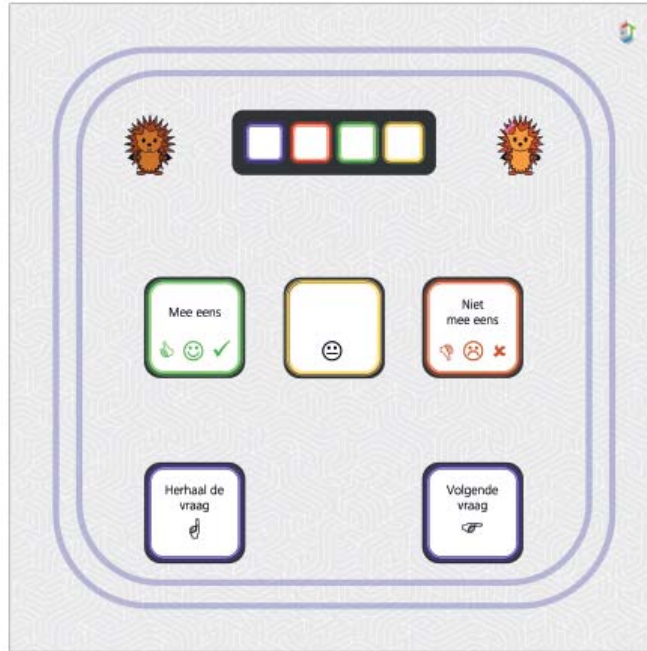 Mee eens
Niet
mee eens
Herhaal de
vraag
Volgende
vraag